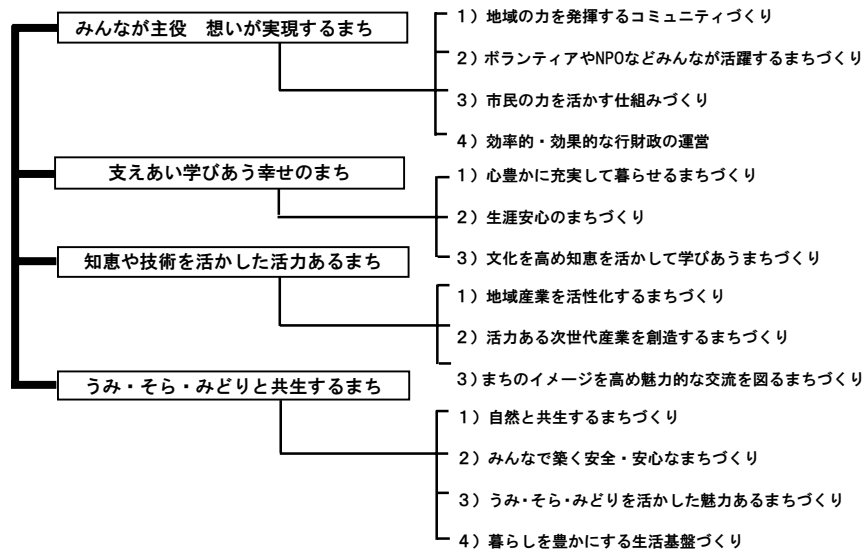 みんなが主役　想いが実現するまち
1）地域の力を発揮するコミュニティづくり
2）ボランティアやNPOなどみんなが活躍するまちづくり
3）市民の力を活かす仕組みづくり
4）効率的・効果的な行財政の運営
支えあい学びあう幸せのまち
1）心豊かに充実して暮らせるまちづくり
2）生涯安心のまちづくり
3）文化を高め知恵を活かして学びあうまちづくり
知恵や技術を活かした活力あるまち
1）地域産業を活性化するまちづくり
2）活力ある次世代産業を創造するまちづくり
3）まちのイメージを高め魅力的な交流を図るまちづくり
うみ・そら・みどりと共生するまち
1）自然と共生するまちづくり
2）みんなで築く安全・安心なまちづくり
3）うみ・そら・みどりを活かした魅力あるまちづくり
4）暮らしを豊かにする生活基盤づくり